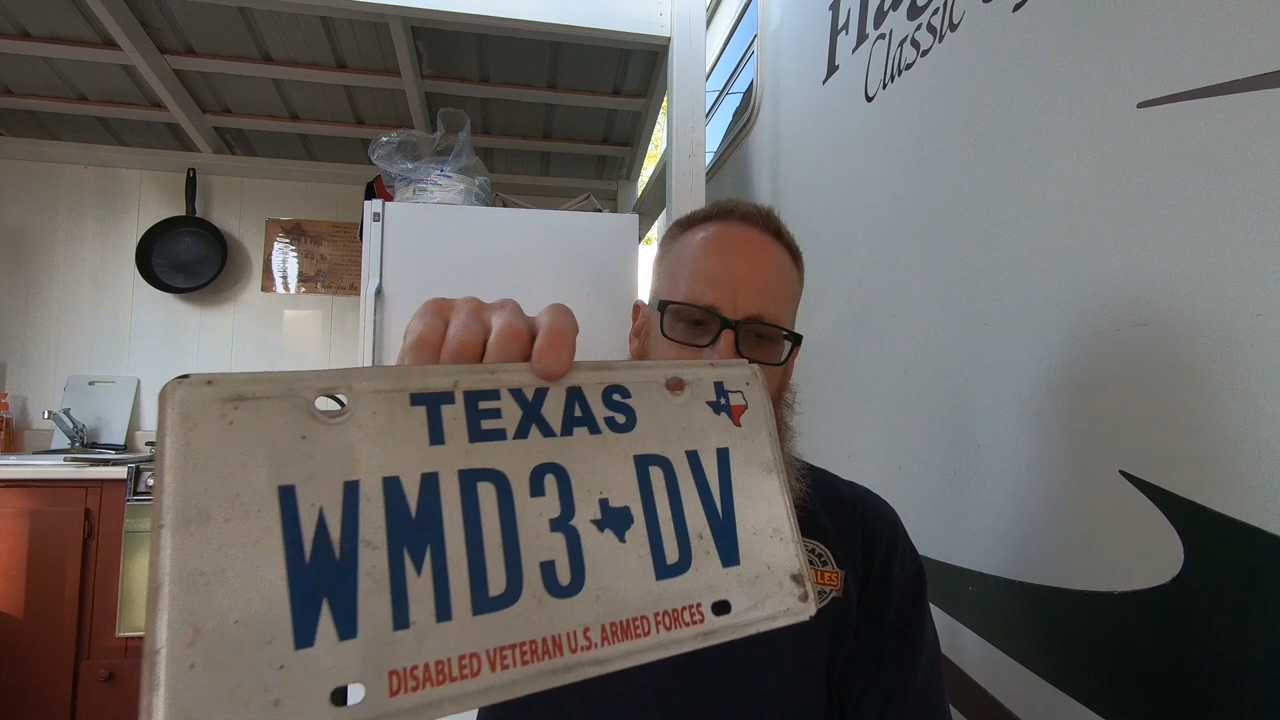 Classic
TEXAS
WMD3 DV
DISABLED VETERAN U.S. ARMED FORCES